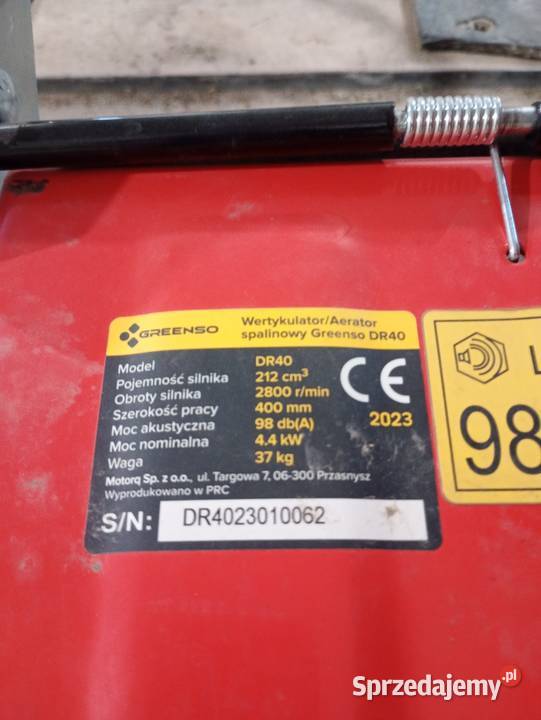 GREENSO
Wertykulator/Aerator
spalinowy Greenso DR40
Model DR40
Pojemność silnika 212 cm³
Obroty silnika 2800 r/min
Szerokość pracy 400 mm
Moc akustyczna 98 db(A)
Moc nominalna 4.4 kW
Waga 37 kg
CE
2023
Motorq Sp. z o.o., ul. Targowa 7, 06-300 Przasnysz
Wyprodukowano w PRC
S/N: DR4023010062
L
98
Sprzedajemy.pl